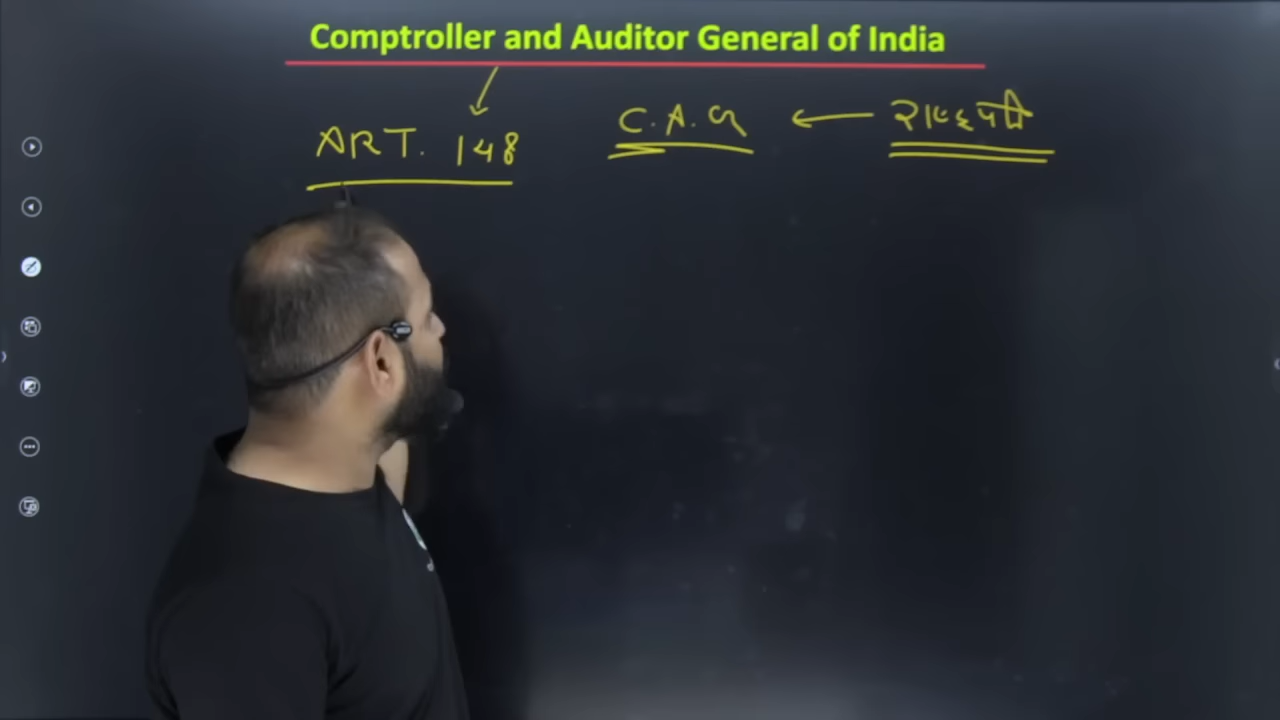 Comptroller and Auditor General of India
ART. 148 C.A.G ← राष्ट्रपति